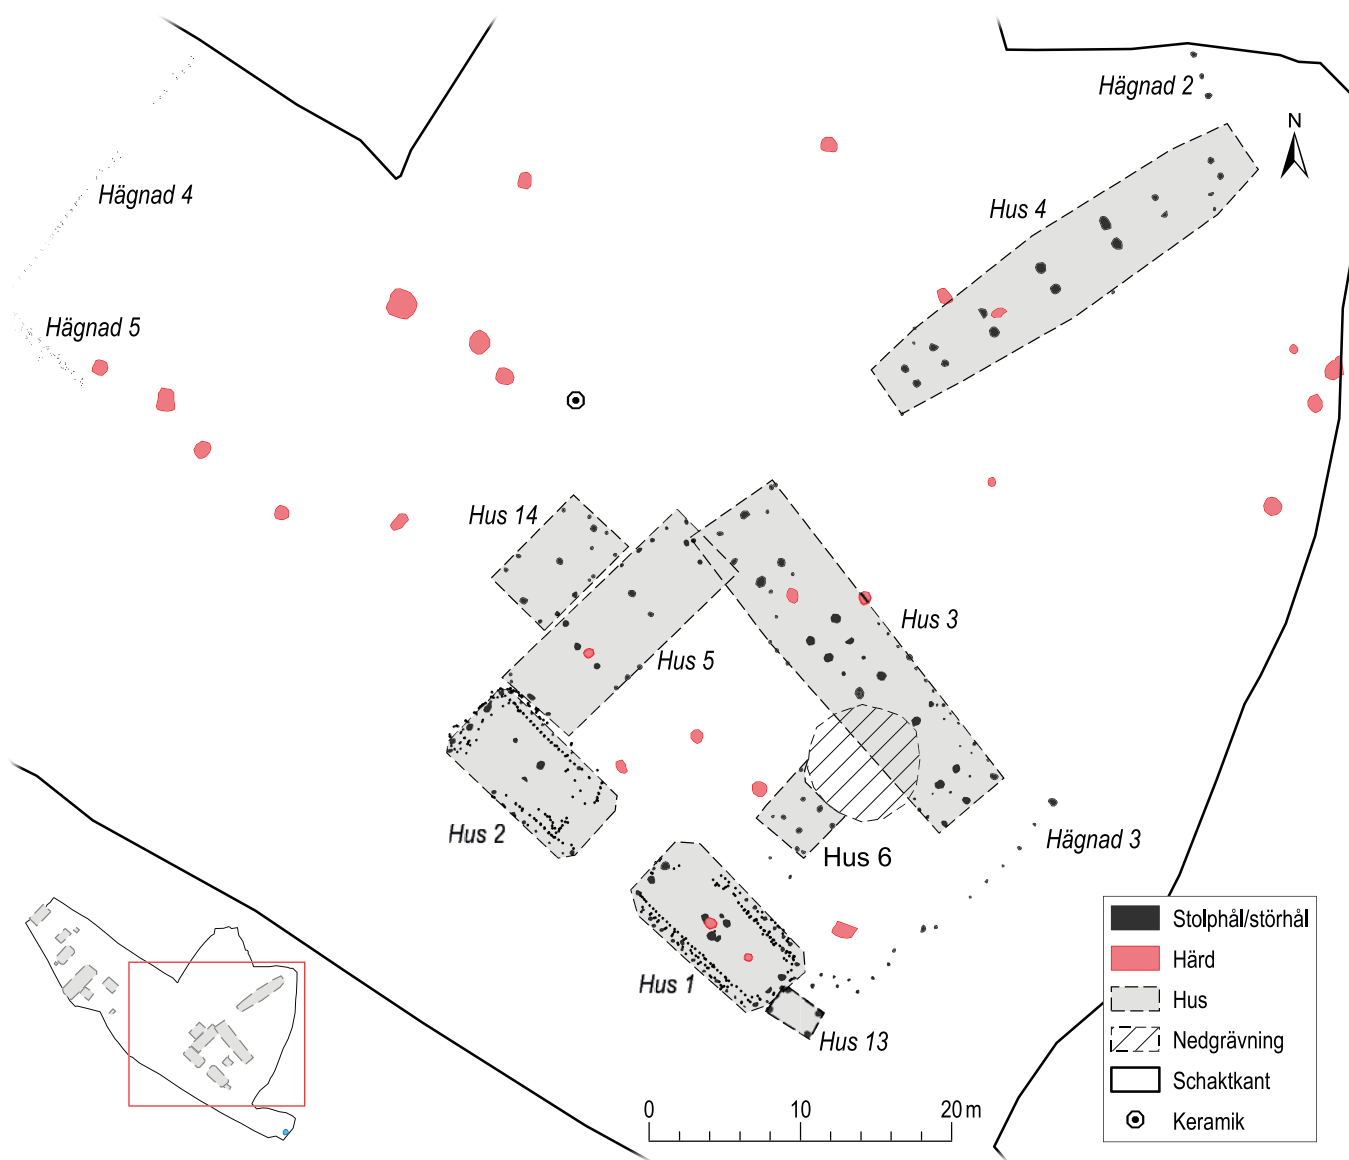 Hägnad 2
N
Hägnad 4
Hus 4
Hägnad 5
Hus 14
Hus 3
Hus 5
Hus 2
Hägnad 3
Hus 6
Hus 1
Hus 13
0 10 20 m
Stolphål/störhål
Härd
Hus
Nedgrävning
Schaktkant
Keramik